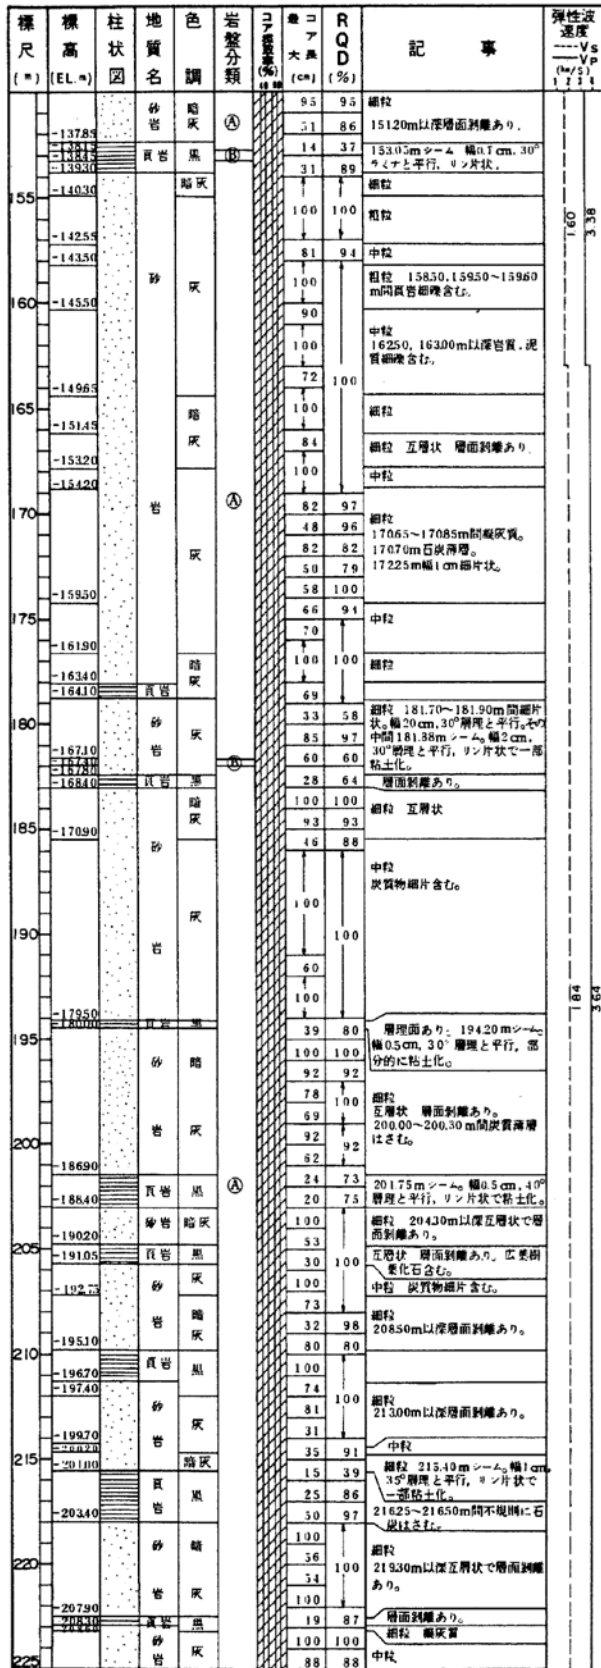 標尺(m)
標高(EL.m)
柱状図
地質名
色調
岩盤分類
コア採取率(%)
最大コア長(cm)
RQD(%)
記事
弾性波速度
---Vs
—Vp
(km/S)
1 2 3 4
155
160
165
170
175
180
185
190
195
200
205
210
215
220
225
-137.85
-138.15
-138.45
-139.30
-140.30
-142.55
-143.50
-145.50
-149.65
-151.45
-153.20
-154.20
-159.50
-161.90
-163.40
-164.10
-167.10
-167.40
-167.80
-168.40
-170.90
-179.50
-180.00
-186.90
-188.40
-190.20
-191.05
-192.75
-195.10
-196.70
-197.40
-199.70
-200.20
-201.00
-203.40
-207.90
-208.30
砂岩
頁岩
砂岩
頁岩
砂岩
頁岩
砂岩
頁岩
砂岩
頁岩
砂岩
頁岩
砂岩
頁岩
砂岩
頁岩
砂岩
頁岩
砂岩
暗灰
黒
暗灰
灰
暗灰
灰
暗灰
灰
黒
暗灰
灰
黒
暗灰
黒
暗灰
黒
灰
暗灰
黒
灰
暗灰
黒
暗灰
黒
灰
Ⓐ
Ⓑ
Ⓐ
Ⓑ
Ⓐ
95
51
14
31
100
81
100
90
100
72
100
84
100
82
48
82
50
58
66
70
100
69
33
85
60
28
100
93
46
100
60
100
39
100
92
78
69
92
62
24
20
100
53
30
100
73
32
80
100
74
81
31
35
15
25
50
100
56
54
100
19
100
88
95
86
37
89
100
94
100
97
96
82
79
100
94
100
58
97
60
64
100
93
88
100
80
100
92
100
92
73
75
100
98
80
100
91
39
86
97
100
87
100
88
細粒
151.20m以深層面剥離あり。
153.05mシーム 幅0.7cm, 30°
ラミナと平行, リン片状。
細粒
粗粒
中粒
粗粒 158.50, 159.50~159.60
m間頁岩細礫含む。
中粒
162.50, 163.00m以深岩質, 泥
質細礫含む。
細粒
細粒 互層状 層面剥離あり
中粒
細粒
170.65~170.85m間凝灰質。
170.70m石炭薄層。
172.25m幅1cm細片状。
中粒
細粒
細粒 181.70~181.90m間細片
状。幅20cm, 30°層理と平行。その
中間181.88mシーム。幅2cm,
30°層理と平行, リン片状で一部
粘土化。
層面剥離あり。
細粒 互層状
中粒
炭質物細片含む。
層理面あり。194.20mシーム。
幅0.5cm, 30°層理と平行, 部
分的に粘土化。
細粒
互層状 層面剥離あり。
200.00~200.30m間炭質薄層
はさむ。
201.75mシーム。幅0.5cm, 40°
層理と平行, リン片状で粘土化。
細粒 204.30m以深互層状で層
面剥離あり。
互層状 層面剥離あり, 広葉樹
葉化石含む。
中粒 炭質物細片含む。
細粒
208.50m以深層面剥離あり。
細粒
213.00m以深層面剥離あり。
中粒
細粒 215.40mシーム。幅1cm,
35°層理と平行, リン片状で
一部粘土化。
216.25~216.50m間不規則に石
炭はさむ。
細粒
219.30m以深互層状で層面剥離
あり。
層面剥離あり。
細粒 凝灰質
中粒
1.60
3.38
1.84
3.64